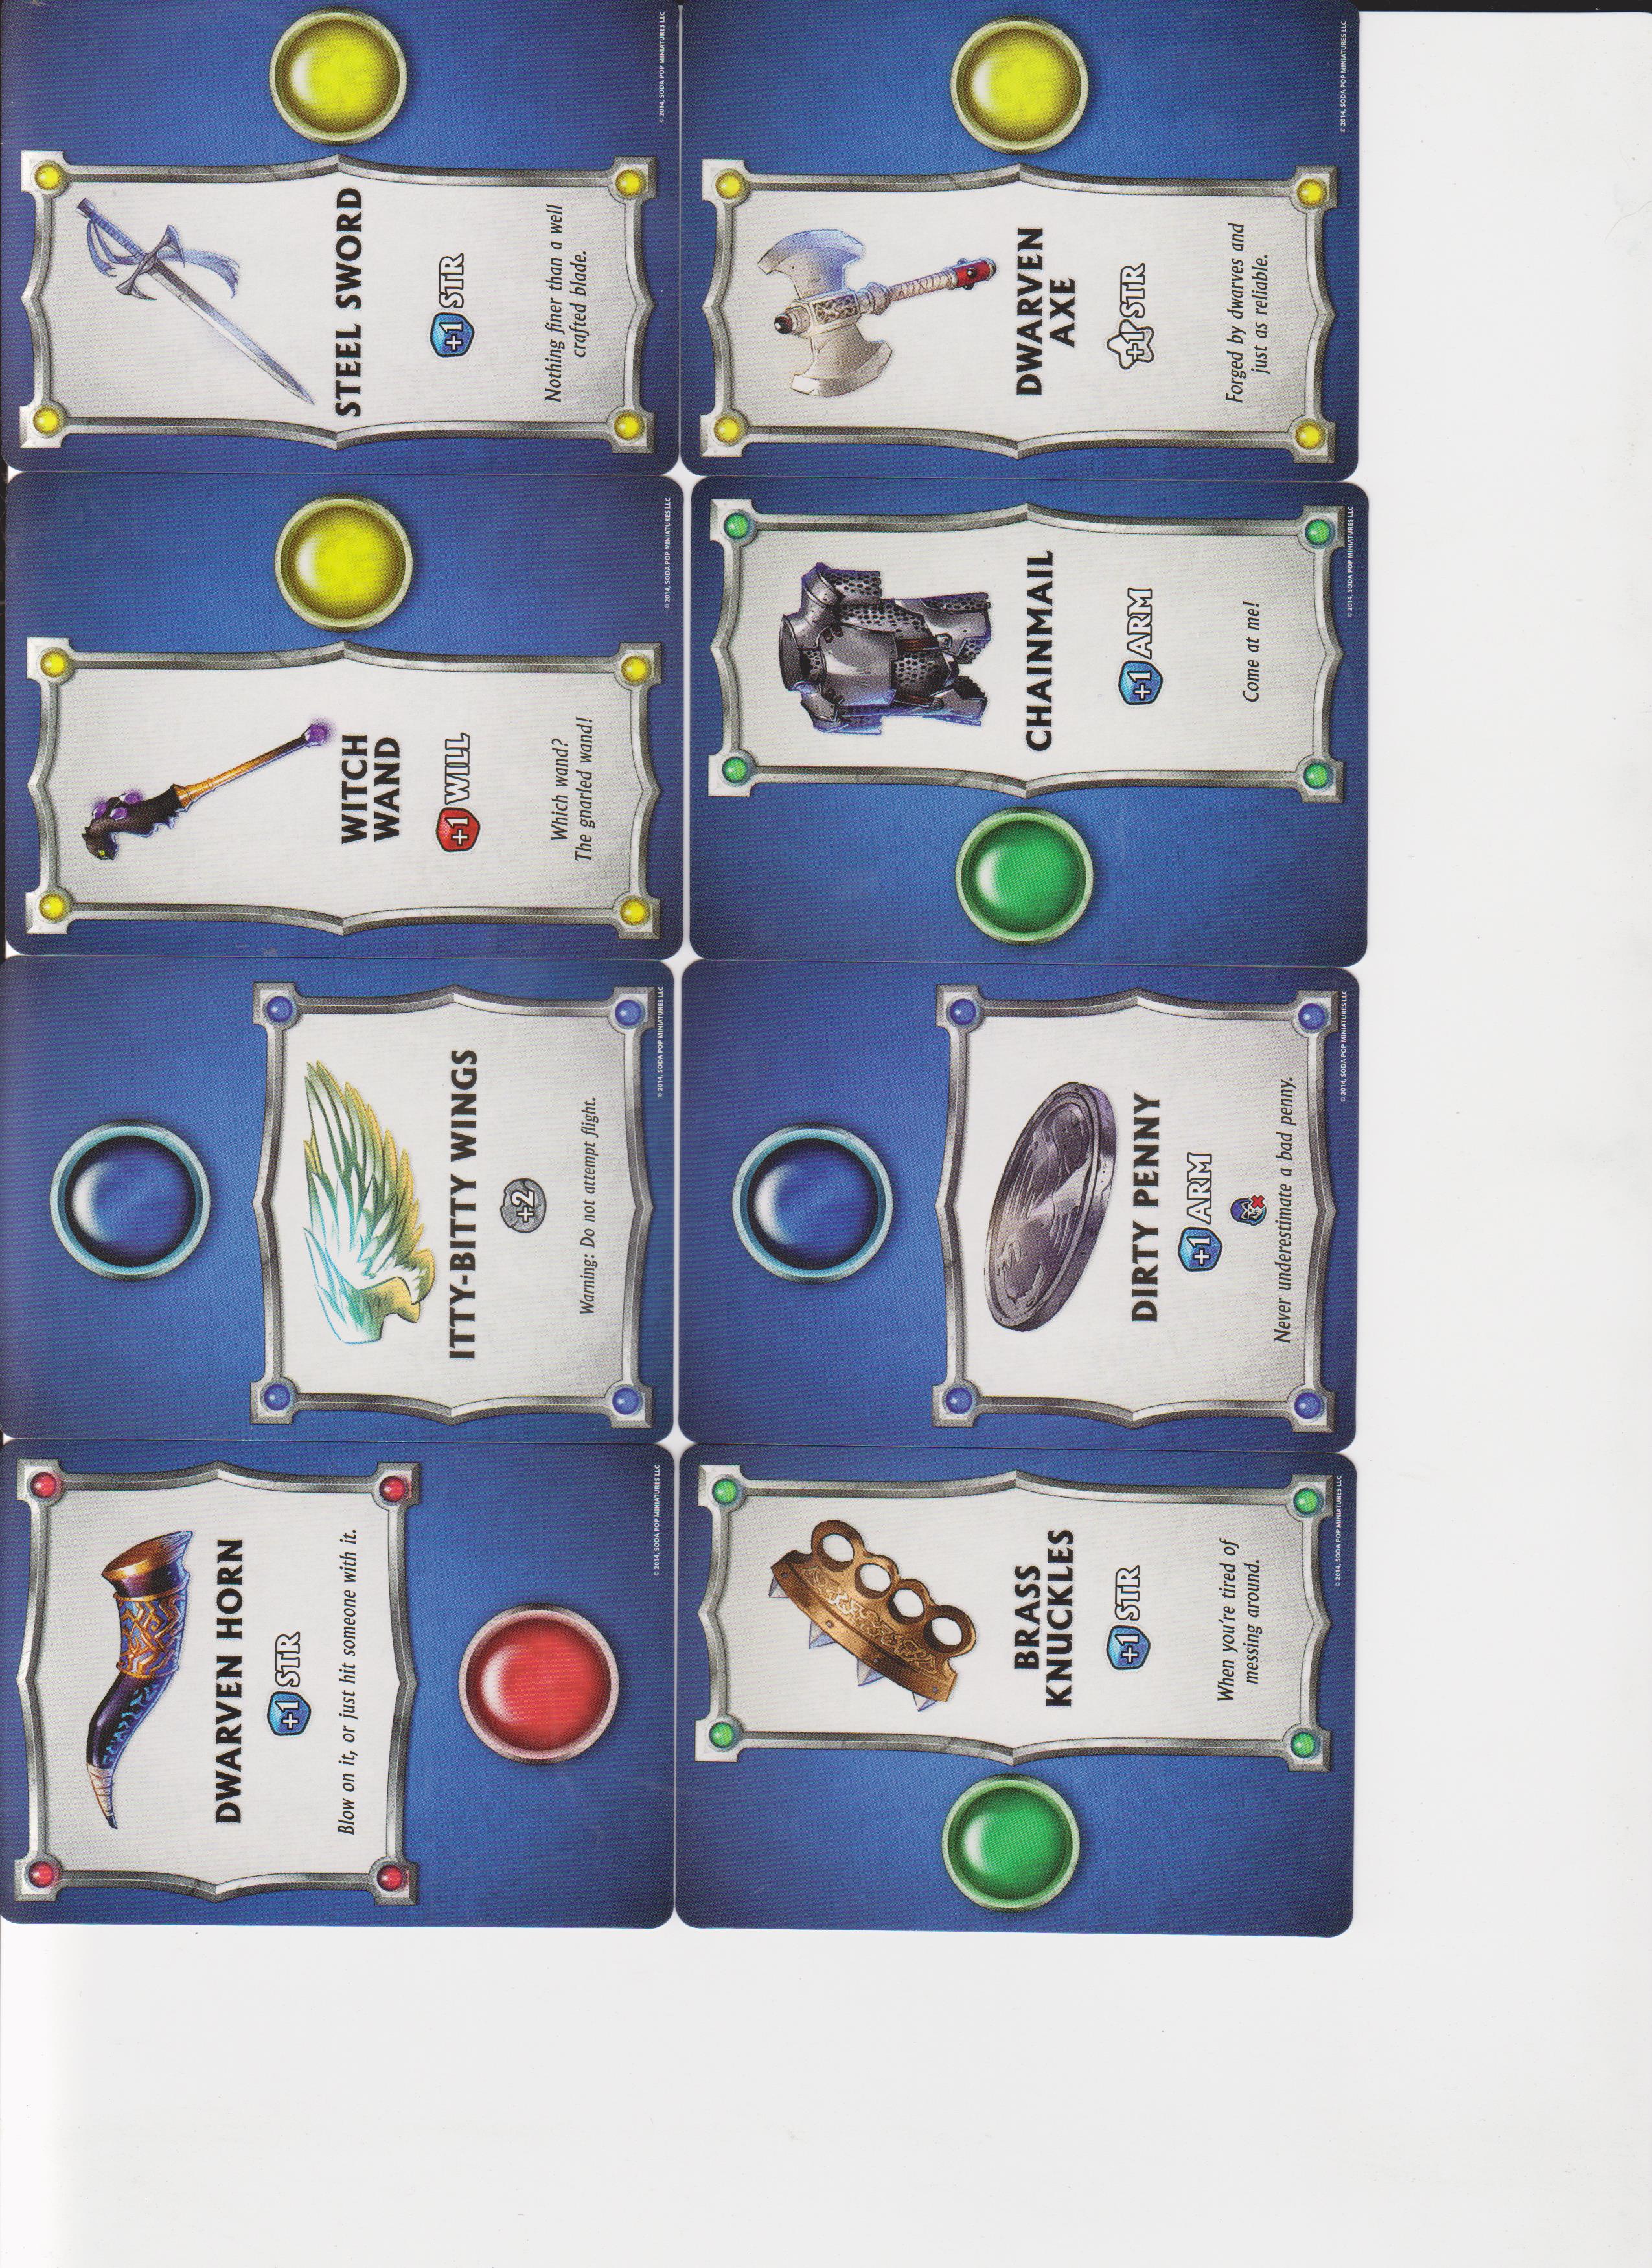 DWARVEN HORN
+1 STR
Blow on it, or just hit someone with it.
© 2014, SODA POP MINIATURES LLC
ITTY-BITTY WINGS
+2
Warning: Do not attempt flight.
© 2014, SODA POP MINIATURES LLC
WITCH
WAND
+1 WILL
Which wand?
The gnarled wand!
© 2014, SODA POP MINIATURES LLC
STEEL SWORD
+1 STR
Nothing finer than a well
crafted blade.
© 2014, SODA POP MINIATURES LLC
BRASS
KNUCKLES
+1 STR
When you're tired of
messing around.
© 2014, SODA POP MINIATURES LLC
DIRTY PENNY
+1 ARM
Never underestimate a bad penny.
© 2014, SODA POP MINIATURES LLC
CHAINMAIL
+1 ARM
Come at me!
© 2014, SODA POP MINIATURES LLC
DWARVEN
AXE
+1 STR
Forged by dwarves and
just as reliable.
© 2014, SODA POP MINIATURES LLC